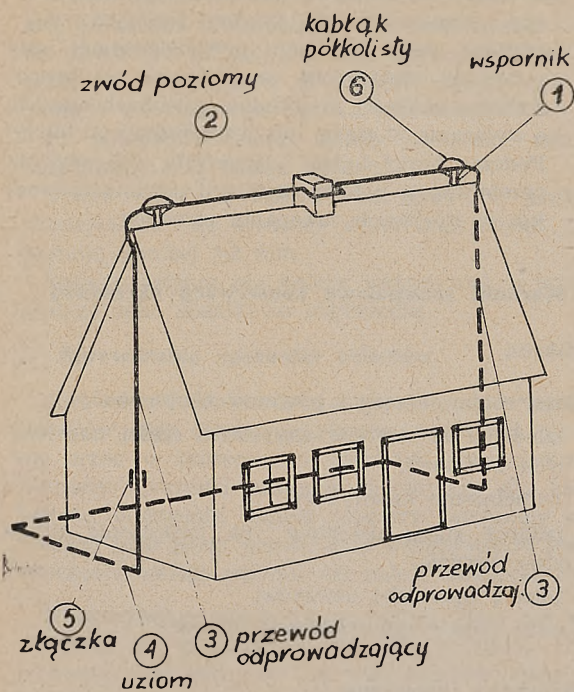 kabłąk
półkolisty
wspornik
zwód poziomy
6
1
2
przewód
odprowadzaj.
3
5
złączka
4
uziom
3
przewód
odprowadzający